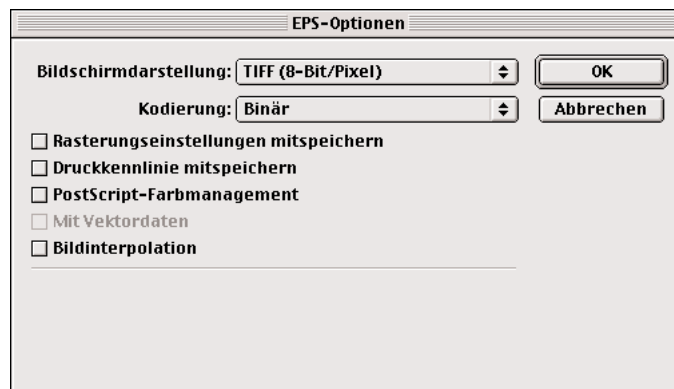 EPS-Optionen
Bildschirmdarstellung: TIFF (8-Bit/Pixel) OK
Kodierung: Binär Abbrechen
Rasterungseinstellungen mitspeichern
Druckkennlinie mitspeichern
PostScript-Farbmanagement
Mit Vektordaten
Bildinterpolation